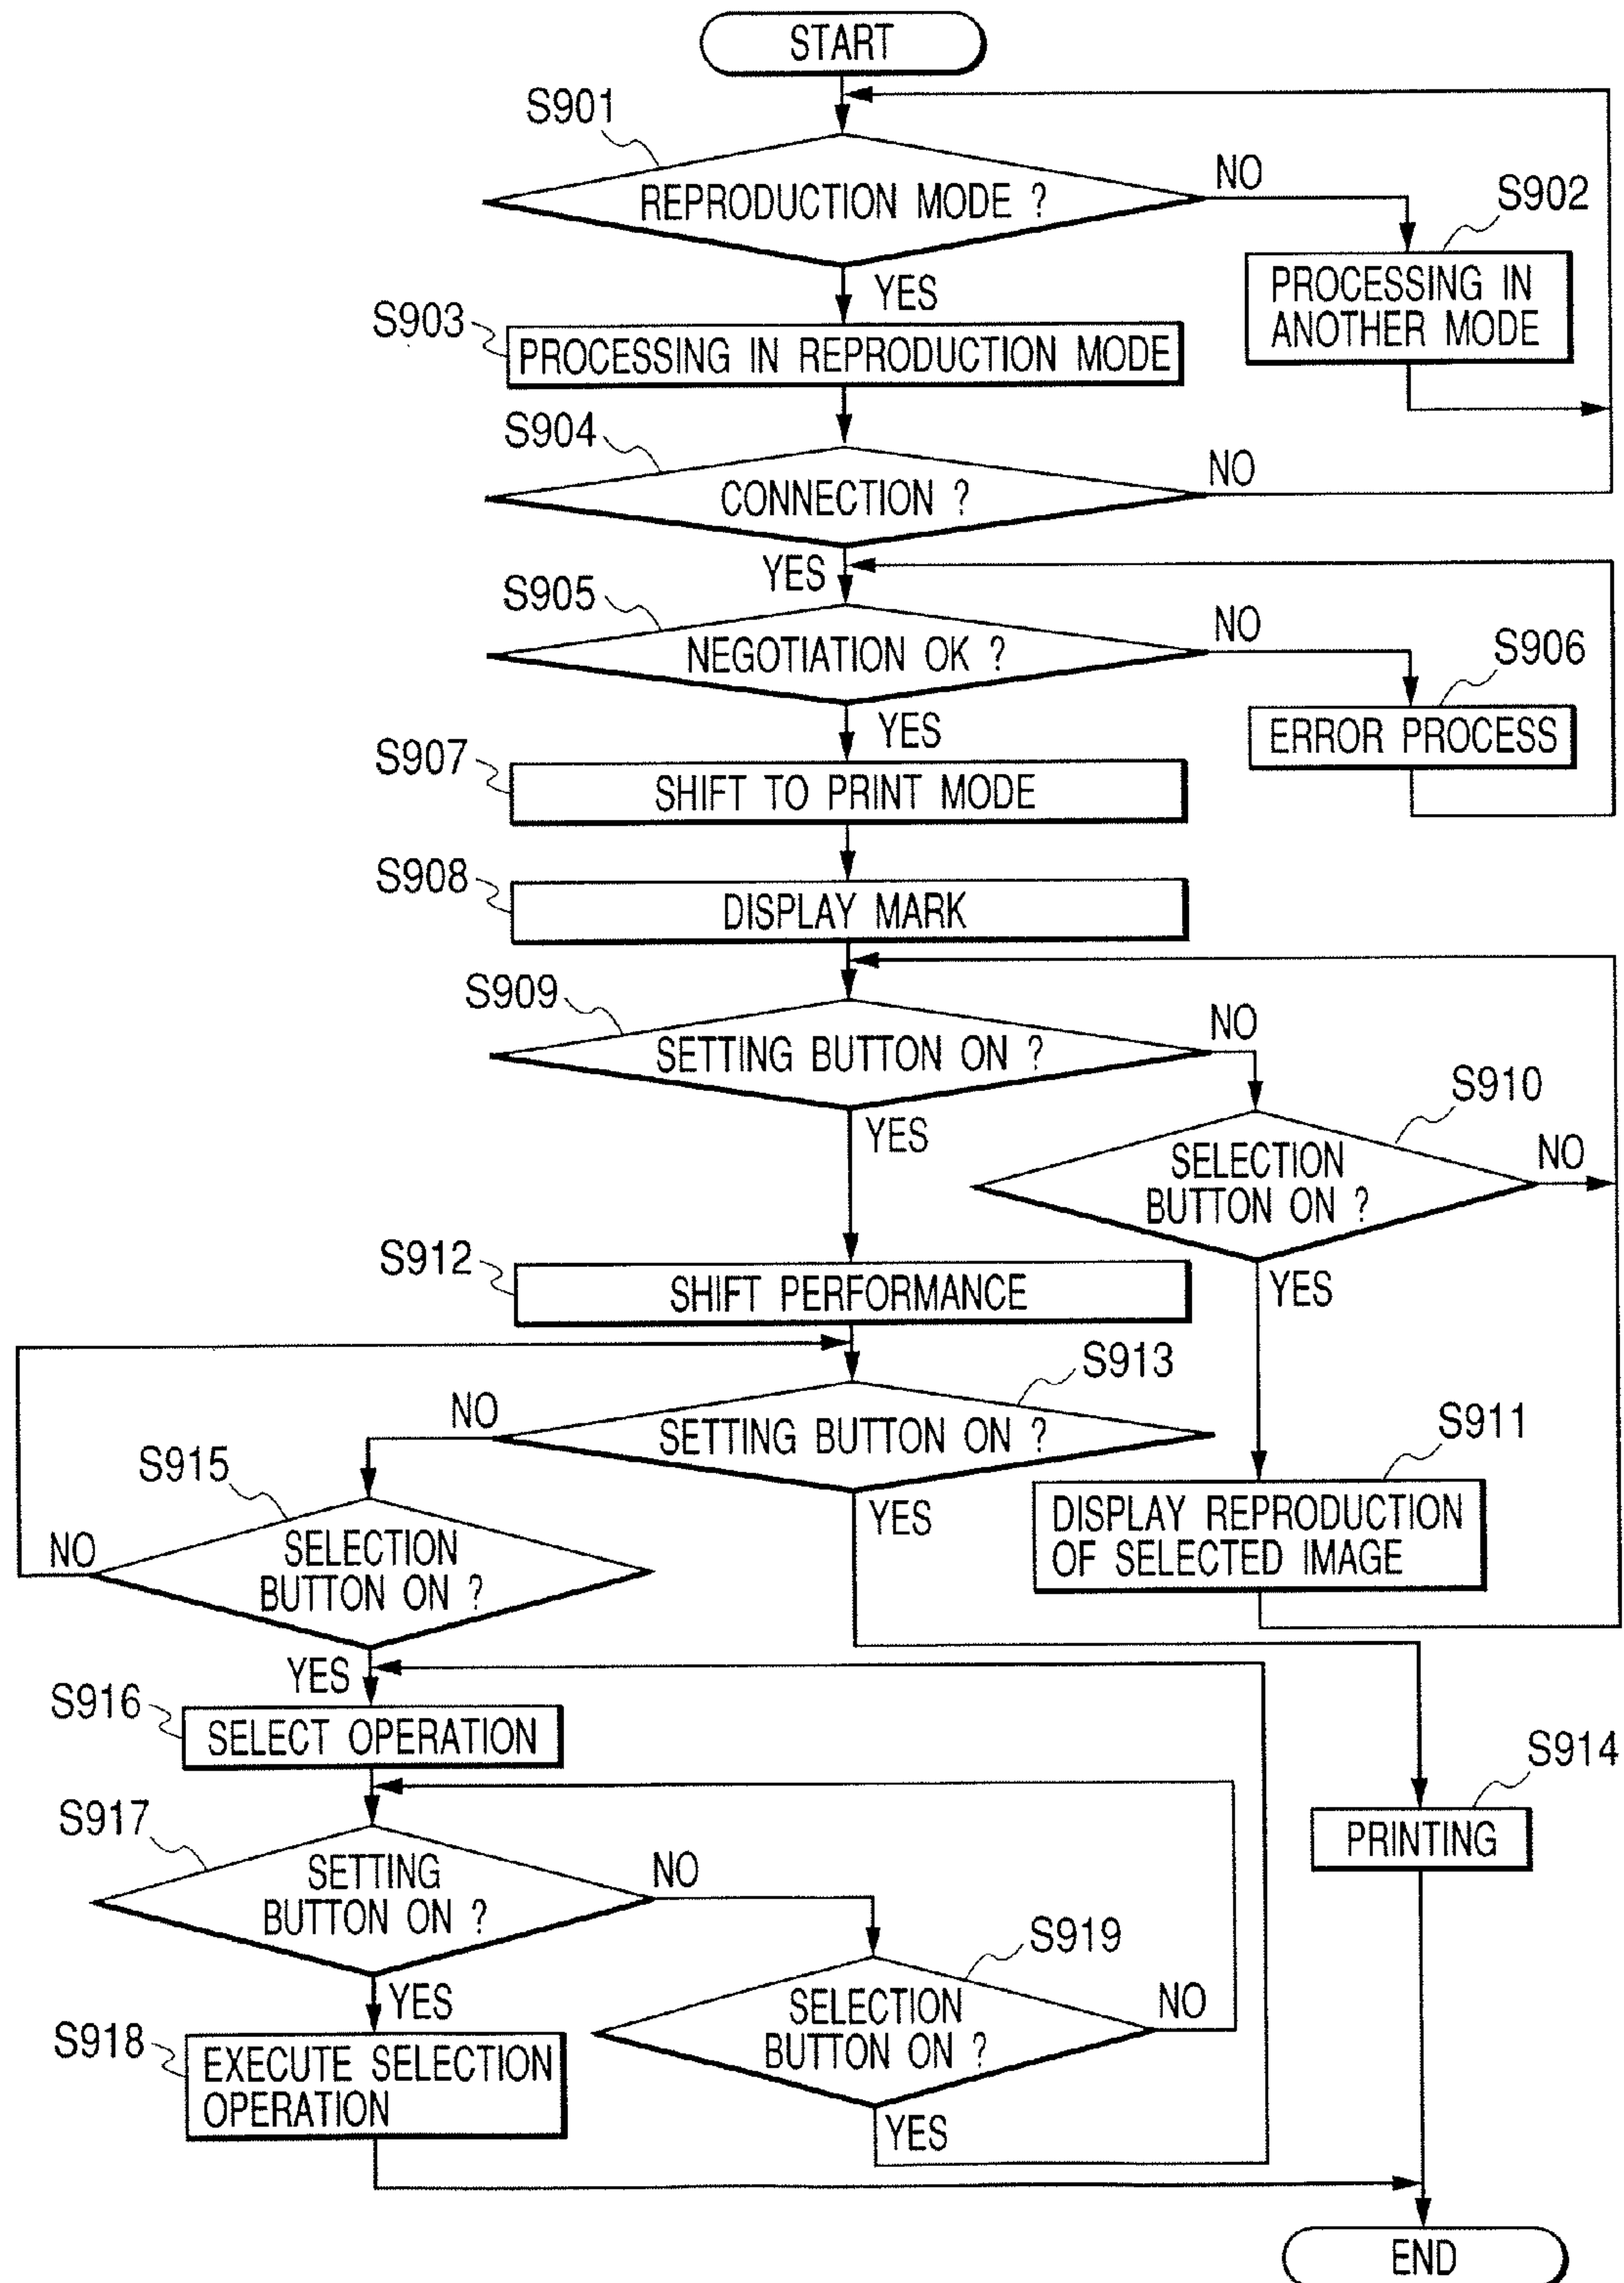 START
S901
REPRODUCTION MODE ?
NO
S902
PROCESSING IN
ANOTHER MODE
YES
S903
PROCESSING IN REPRODUCTION MODE
S904
CONNECTION ?
NO
YES
S905
NEGOTIATION OK ?
NO
S906
ERROR PROCESS
YES
S907
SHIFT TO PRINT MODE
S908
DISPLAY MARK
S909
SETTING BUTTON ON ?
NO
S910
SELECTION
BUTTON ON ?
NO
YES
YES
S912
SHIFT PERFORMANCE
S913
SETTING BUTTON ON ?
NO
YES
S911
DISPLAY REPRODUCTION
OF SELECTED IMAGE
S915
SELECTION
BUTTON ON ?
NO
YES
S916
SELECT OPERATION
S914
PRINTING
S917
SETTING
BUTTON ON ?
NO
YES
S919
SELECTION
BUTTON ON ?
NO
YES
S918
EXECUTE SELECTION
OPERATION
END